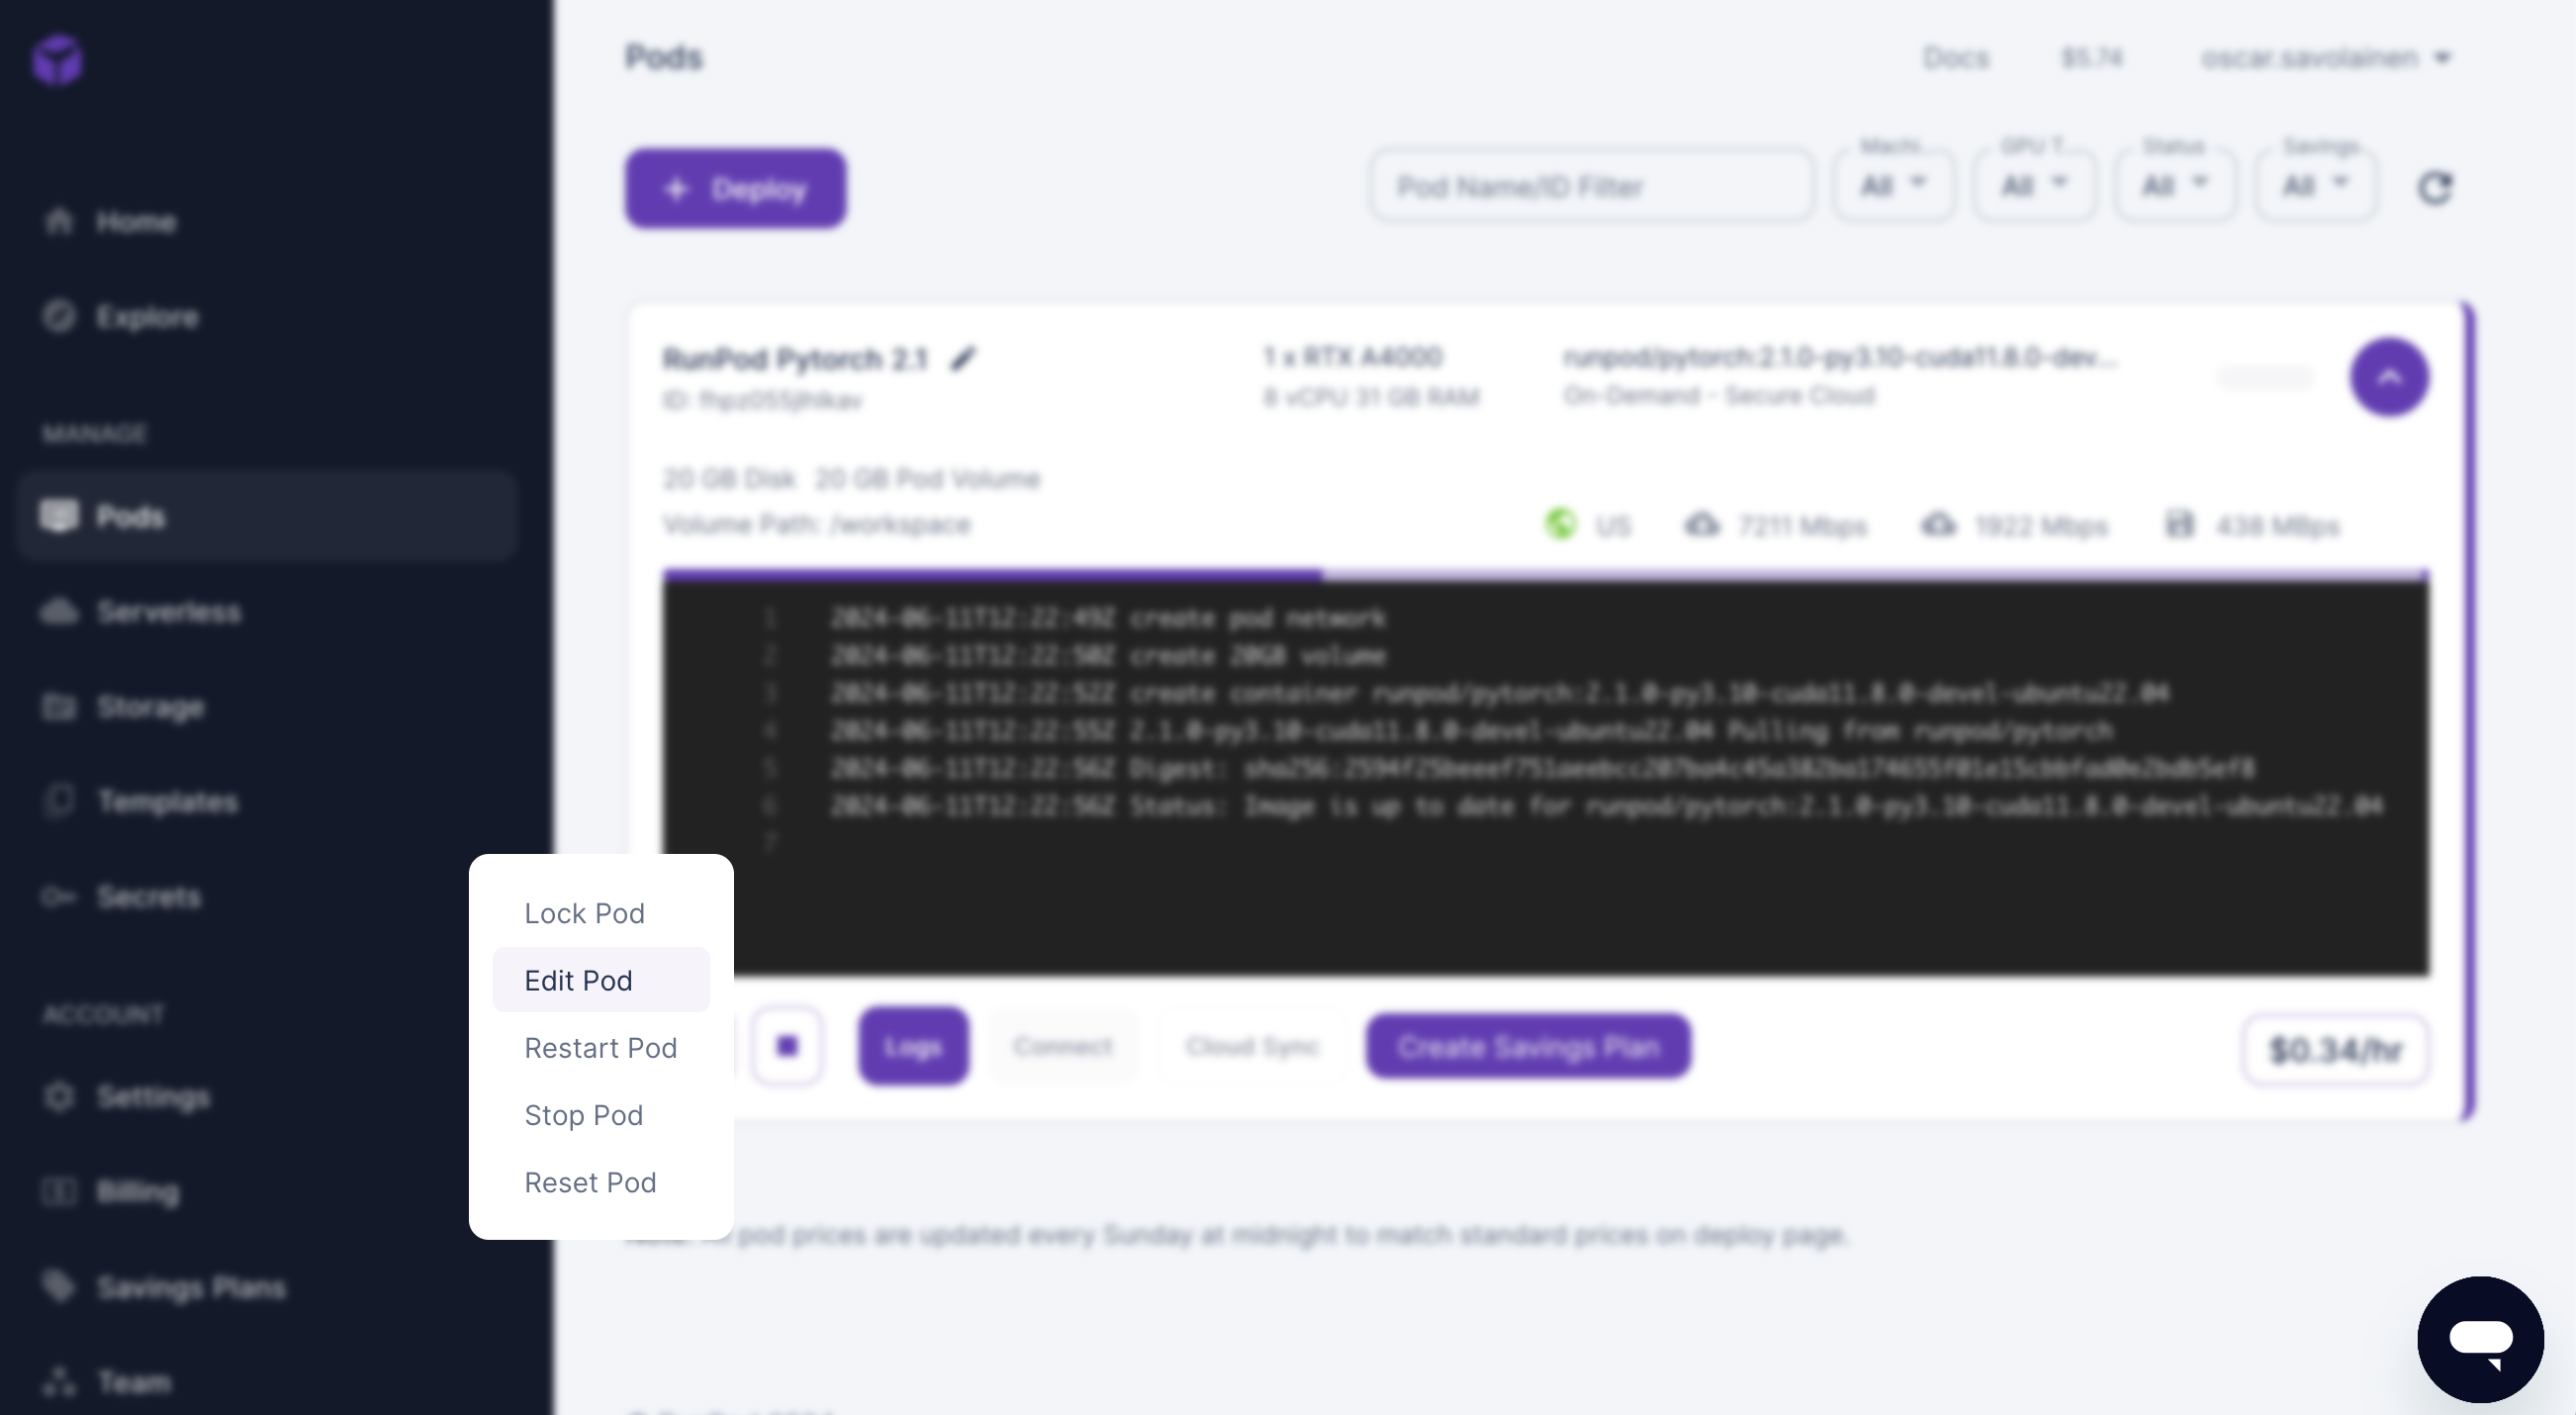 Pods
Docs
$5.74
oscar.savolainen
Home
Explore
MANAGE
Pods
Serverless
Storage
Templates
Secrets
ACCOUNT
Settings
Billing
Savings Plans
Team
+ Deploy
Pod Name/ID Filter
Machi...
All
GPU T...
All
Status
All
Savings
All
RunPod Pytorch 2.1
ID:
1 x RTX A4000
8 vCPU 31 GB RAM
runpod/pytorch:2.1.0-py3.10-cuda11.8.0-dev...
On-Demand - Secure Cloud
20 GB Disk 20 GB Pod Volume
Volume Path: /workspace
US
7211 Mbps
1922 Mbps
438 MBps
1 2024-06-11T12:22:49Z create pod network
2 2024-06-11T12:22:50Z create 20GB volume
3 2024-06-11T12:22:52Z create container runpod/pytorch:2.1.0-py3.10-cuda11.8.0-devel-ubuntu22.04
4 2024-06-11T12:22:55Z 2.1.0-py3.10-cuda11.8.0-devel-ubuntu22.04 Pulling from runpod/pytorch
5 2024-06-11T12:22:56Z Digest:
6 2024-06-11T12:22:56Z Status: Image is up to date for runpod/pytorch:2.1.0-py3.10-cuda11.8.0-devel-ubuntu22.04
7
Lock Pod
Edit Pod
Restart Pod
Stop Pod
Reset Pod
Logs
Connect
Cloud Sync
Create Savings Plan
$0.34/hr
pod prices are updated every Sunday at midnight to match standard prices on deploy page.